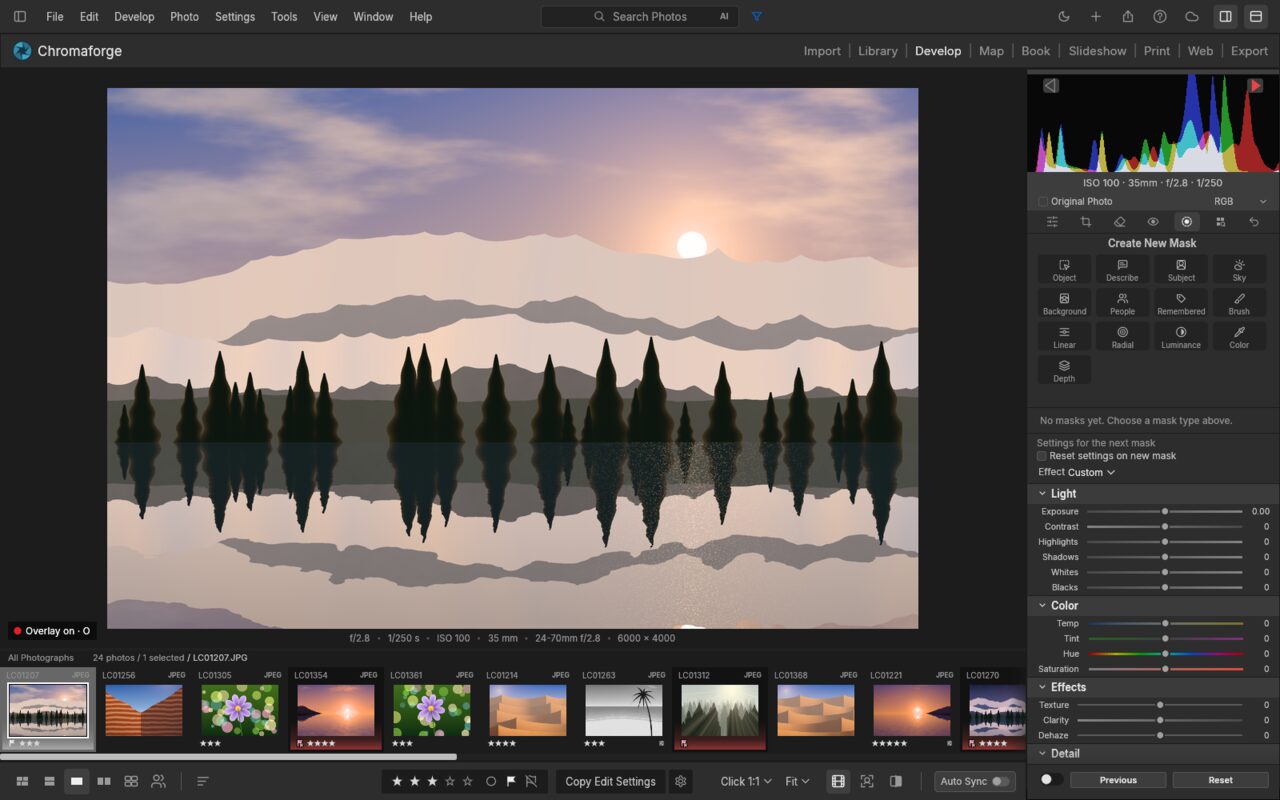 File Edit Develop Photo Settings Tools View Window Help
Search Photos AI
Chromaforge
Import Library Develop Map Book Slideshow Print Web Export
ISO 100 · 35mm · f/2.8 · 1/250
Original Photo RGB
Create New Mask
Object Describe Subject Sky
Background People Remembered Brush
Linear Radial Luminance Color
Depth
No masks yet. Choose a mask type above.
Settings for the next mask
Reset settings on new mask
Effect Custom
Light
Exposure 0.00
Contrast 0
Highlights 0
Shadows 0
Whites 0
Blacks 0
Color
Temp 0
Tint 0
Hue 0
Saturation 0
Effects
Texture 0
Clarity 0
Dehaze 0
Detail
Previous Reset
Overlay on · O
f/2.8 · 1/250 s · ISO 100 · 35 mm · 24-70mm f/2.8 · 6000 × 4000
All Photographs 24 photos / 1 selected / LC01207.JPG
LC01207 JPEG LC01256 JPEG LC01305 JPEG LC01354 JPEG LC01361 JPEG LC01214 JPEG LC01263 JPEG LC01312 JPEG LC01368 JPEG LC01221 JPEG LC01270
Copy Edit Settings Click 1:1 Fit Auto Sync